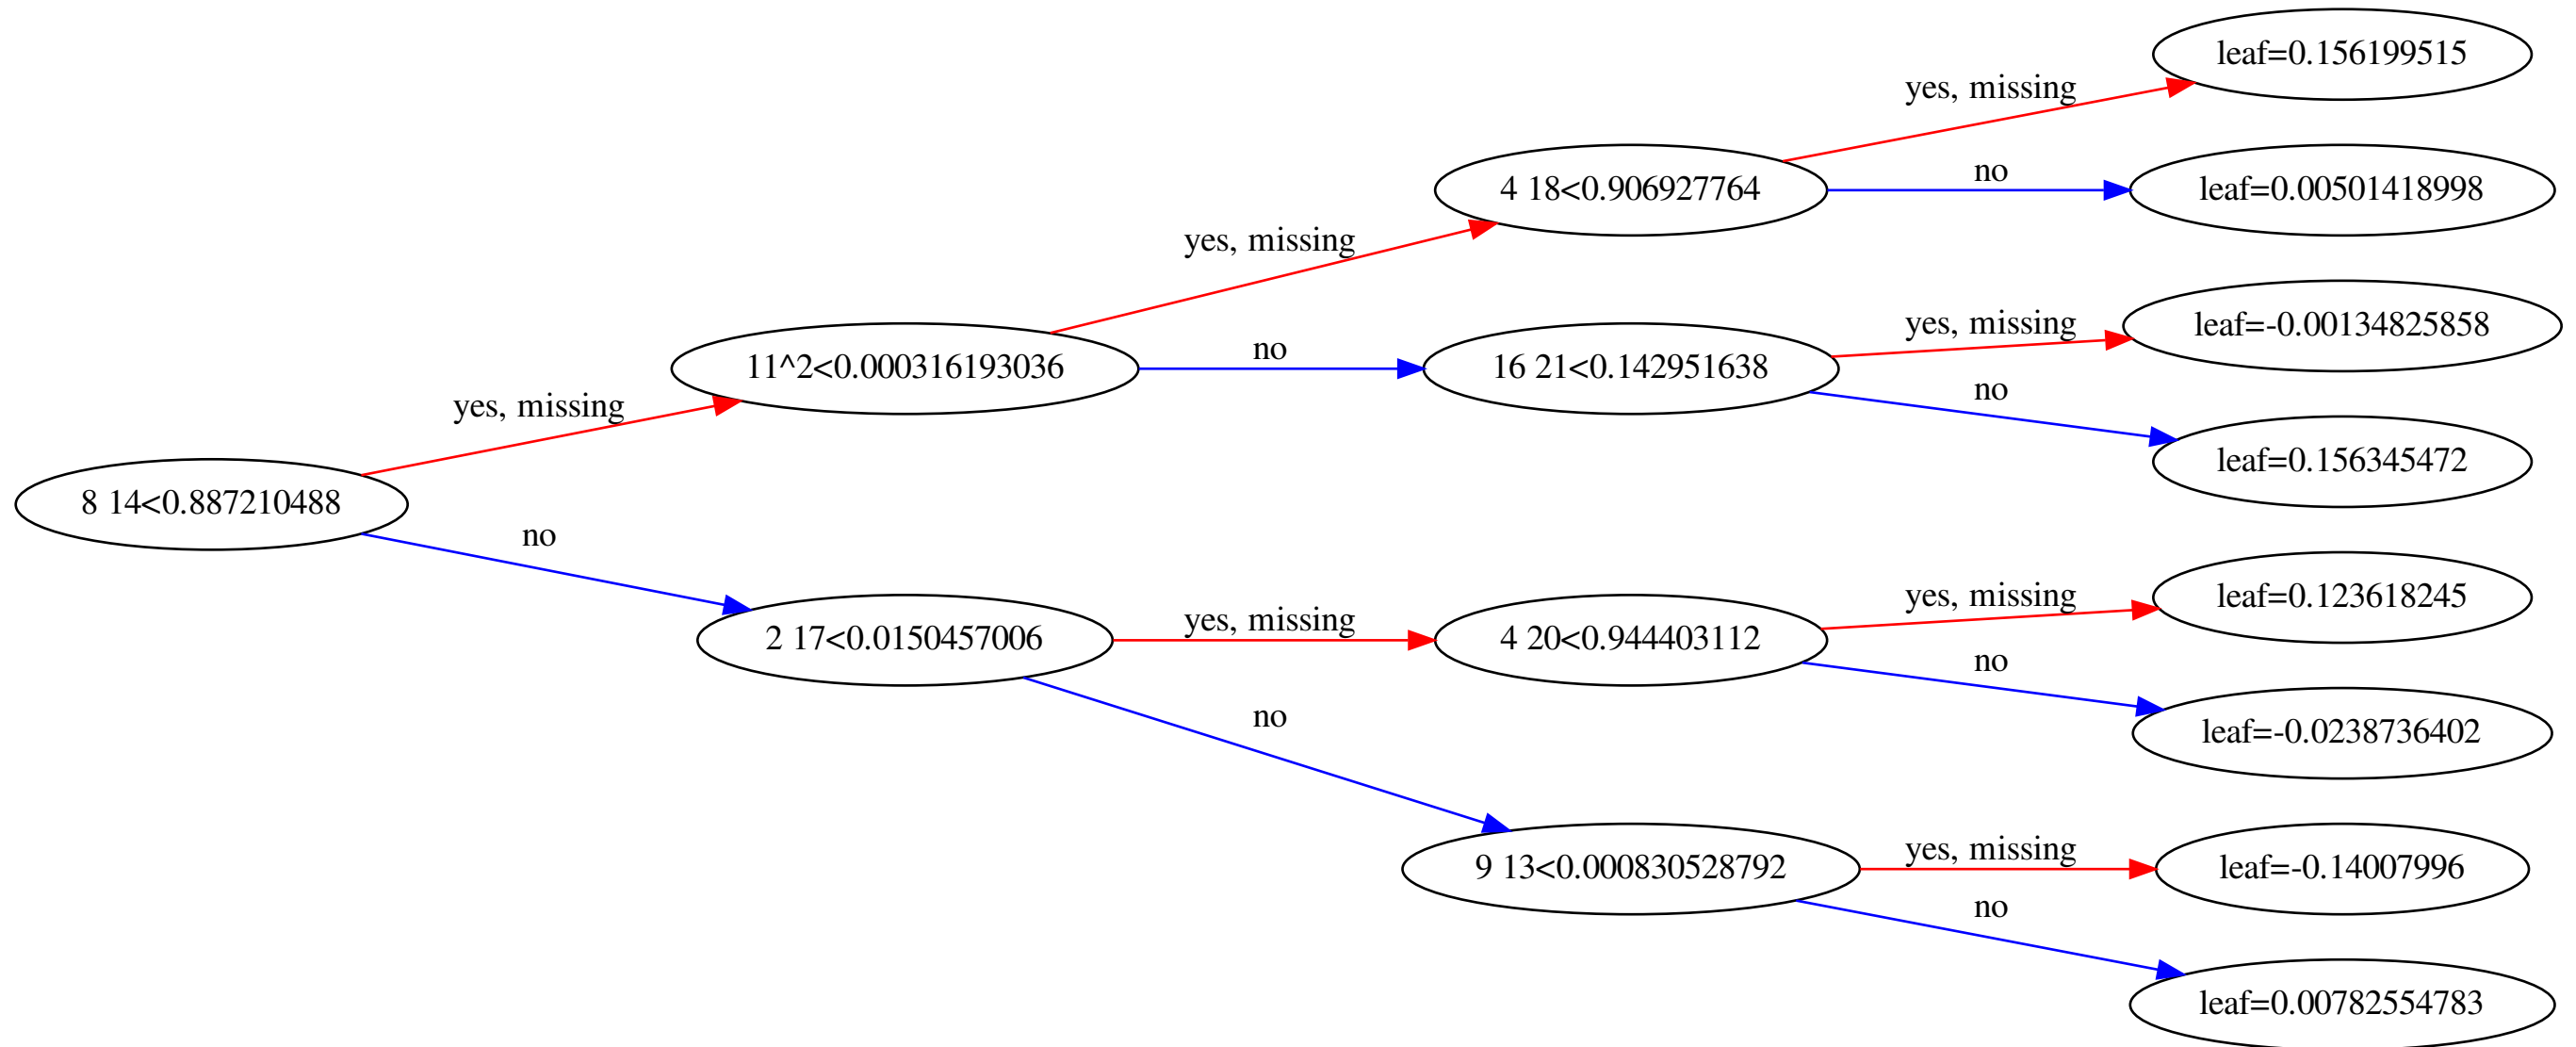 leaf=0.156199515
yes, missing
4 18<0.906927764
no
leaf=0.00501418998
yes, missing
leaf=-0.00134825858
yes, missing
11^2<0.000316193036
no
16 21<0.142951638
no
leaf=0.156345472
yes, missing
8 14<0.887210488
no
leaf=0.123618245
yes, missing
2 17<0.0150457006
yes, missing
4 20<0.944403112
no
leaf=-0.0238736402
no
9 13<0.000830528792
yes, missing
leaf=-0.14007996
no
leaf=0.00782554783